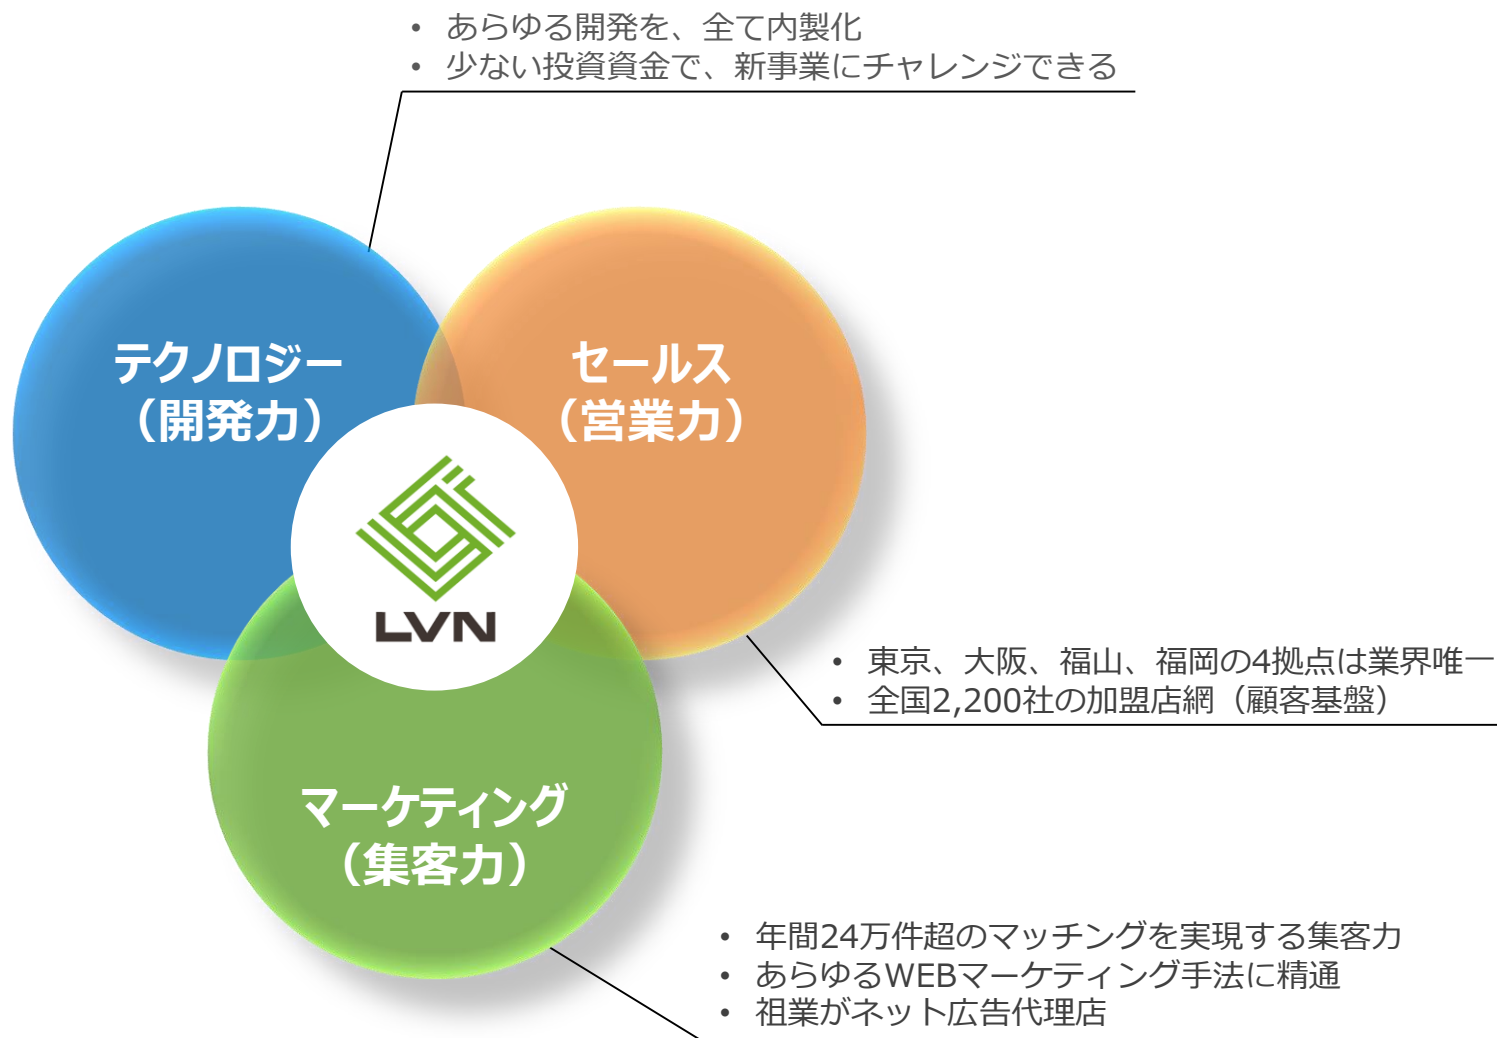 • あらゆる開発を、全て内製化
• 少ない投資資金で、新事業にチャレンジできる
テクノロジー
（開発力）
セールス
（営業力）
LVN
• 東京、大阪、福山、福岡の4拠点は業界唯一
• 全国2,200社の加盟店網（顧客基盤）
マーケティング
（集客力）
• 年間24万件超のマッチングを実現する集客力
• あらゆるWEBマーケティング手法に精通
• 祖業がネット広告代理店